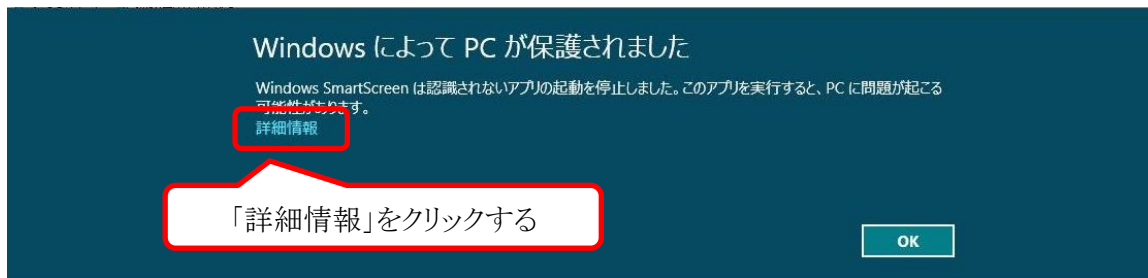 Windows によって PC が保護されました
Windows SmartScreen は認識されないアプリの起動を停止しました。このアプリを実行すると、PC に問題が起こる
可能性があります。
詳細情報
「詳細情報」をクリックする
OK